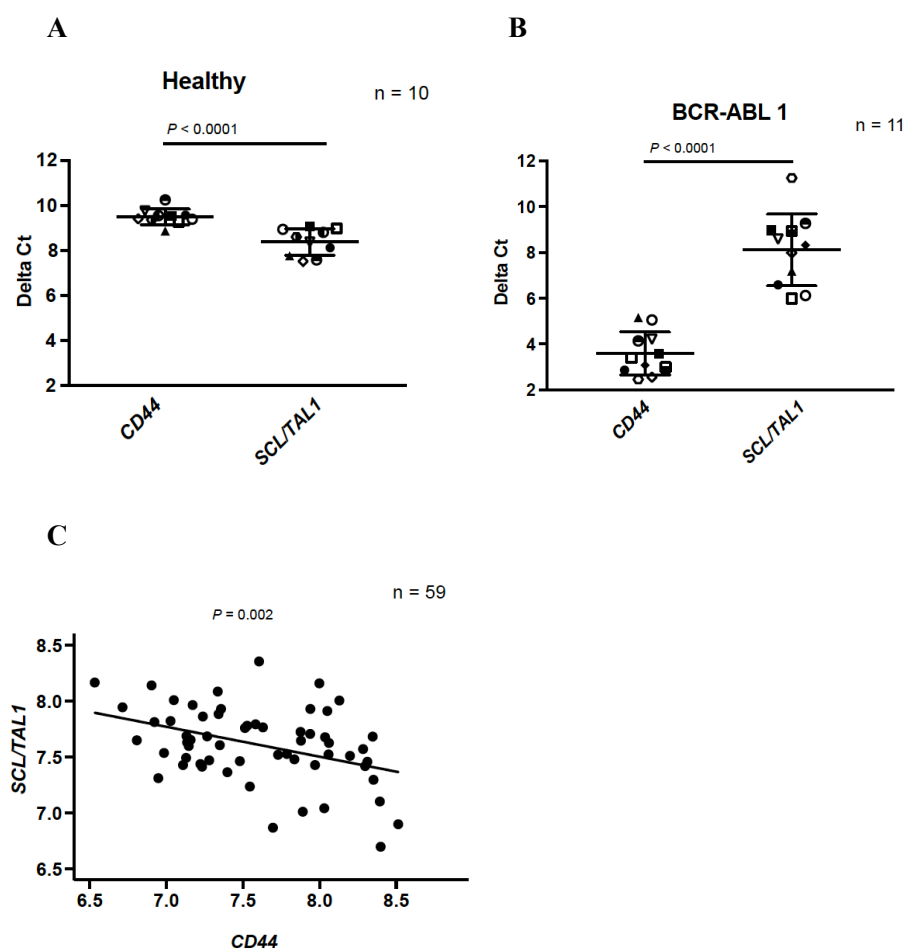 A
Healthy
n = 10
P < 0.0001
12
10
8
6
4
2
Delta Ct
CD44
SCL/TAL1
B
BCR-ABL 1
n = 11
P < 0.0001
12
10
8
6
4
2
Delta Ct
CD44
SCL/TAL1
C
n = 59
P = 0.002
8.5
8.0
7.5
7.0
6.5
SCL/TAL1
6.5 7.0 7.5 8.0 8.5
CD44